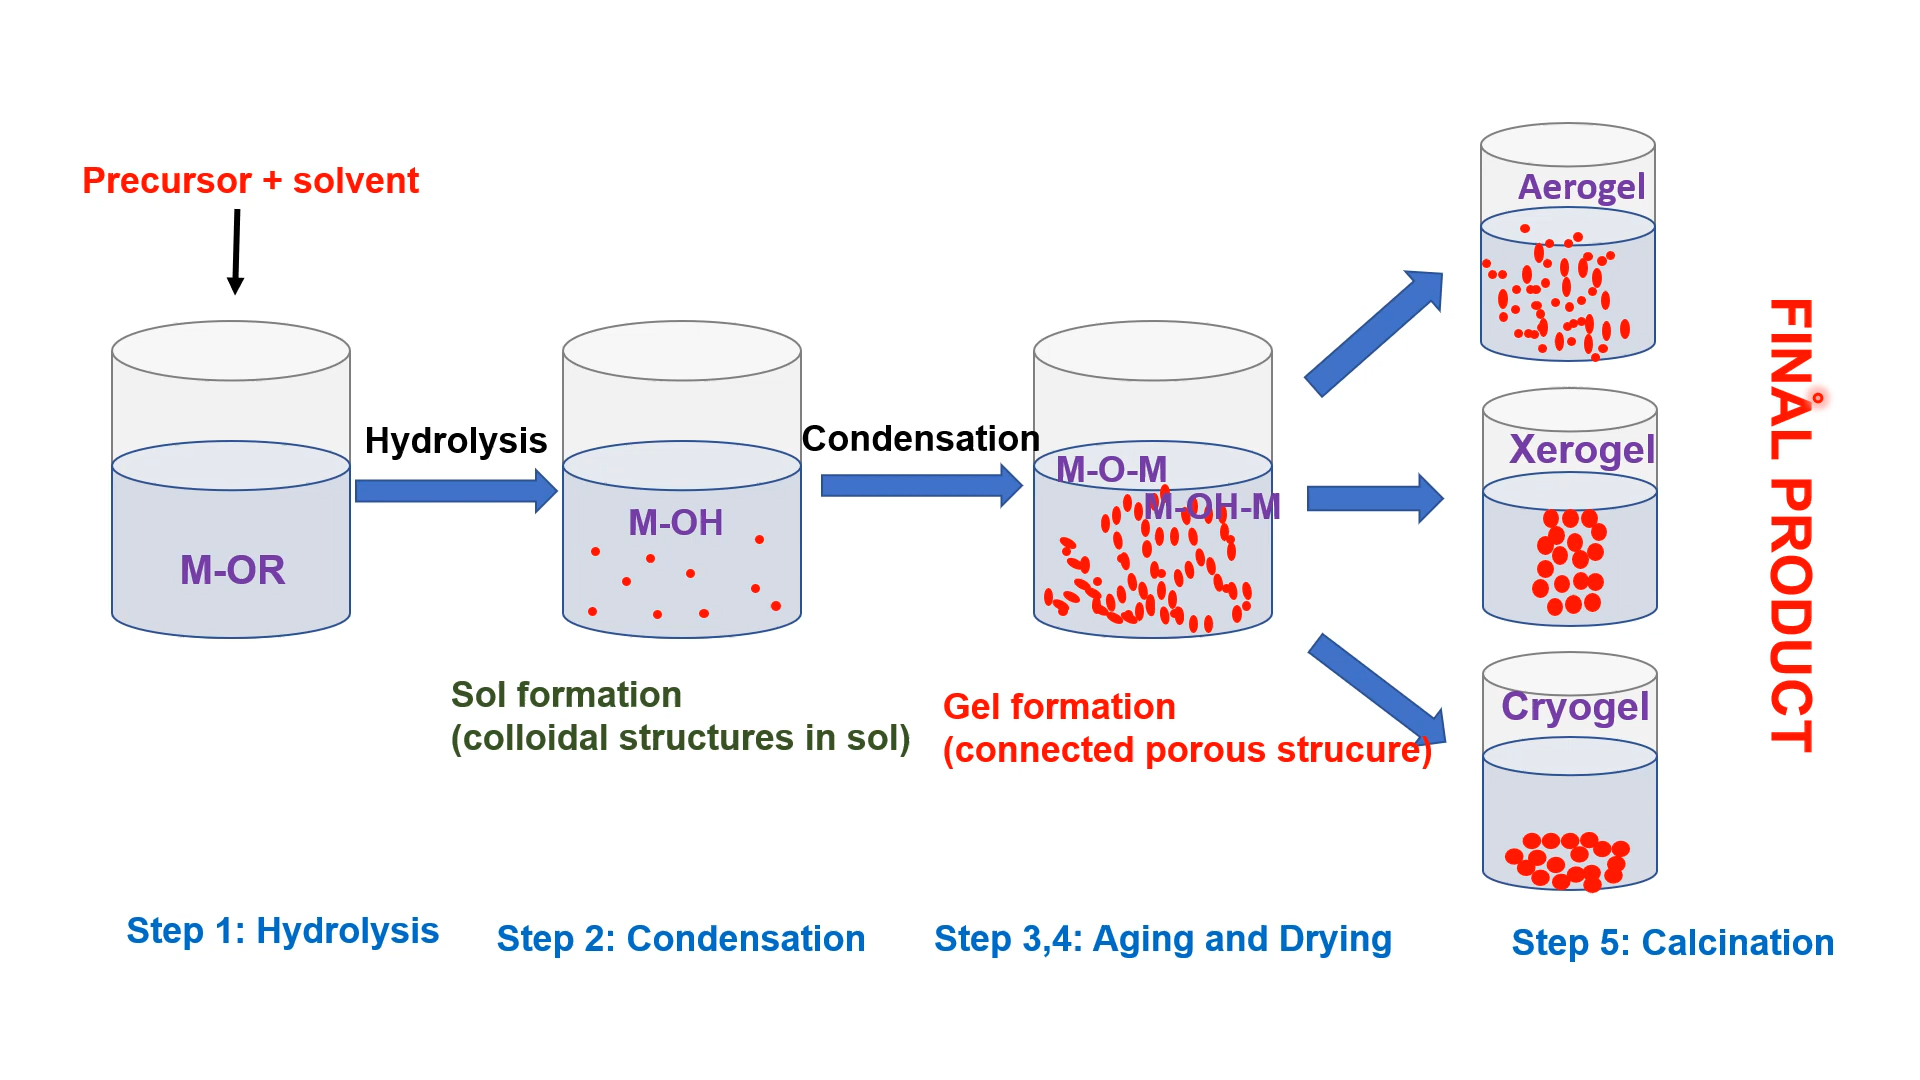 Precursor + solvent
M-OR
Hydrolysis
M-OH
Sol formation
(colloidal structures in sol)
Condensation
M-O-M
M-OH-M
Gel formation
(connected porous strucure)
Aerogel
Xerogel
Cryogel
FINAL PRODUCT
Step 1: Hydrolysis
Step 2: Condensation
Step 3,4: Aging and Drying
Step 5: Calcination